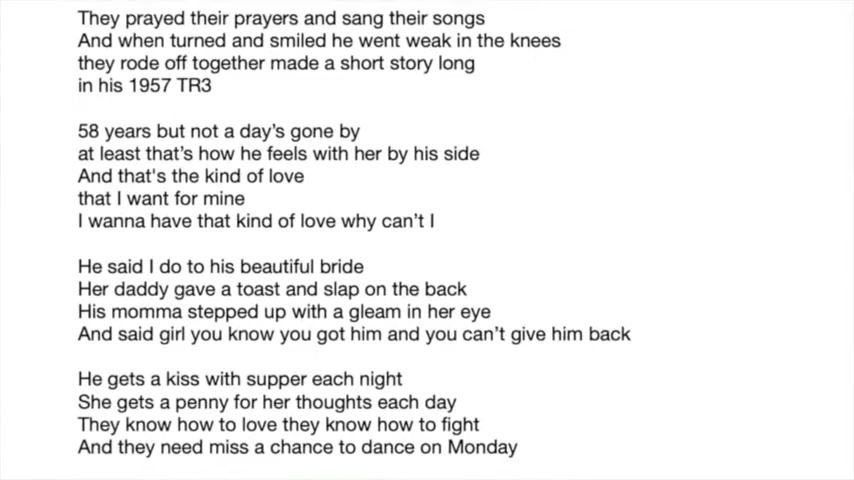 They prayed their prayers and sang their songs
And when turned and smiled he went weak in the knees
they rode off together made a short story long
in his 1957 TR3
58 years but not a day's gone by
at least that's how he feels with her by his side
And that's the kind of love
that I want for mine
I wanna have that kind of love why can't I
He said I do to his beautiful bride
Her daddy gave a toast and slap on the back
His momma stepped up with a gleam in her eye
And said girl you know you got him and you can't give him back
He gets a kiss with supper each night
She gets a penny for her thoughts each day
They know how to love they know how to fight
And they need miss a chance to dance on Monday